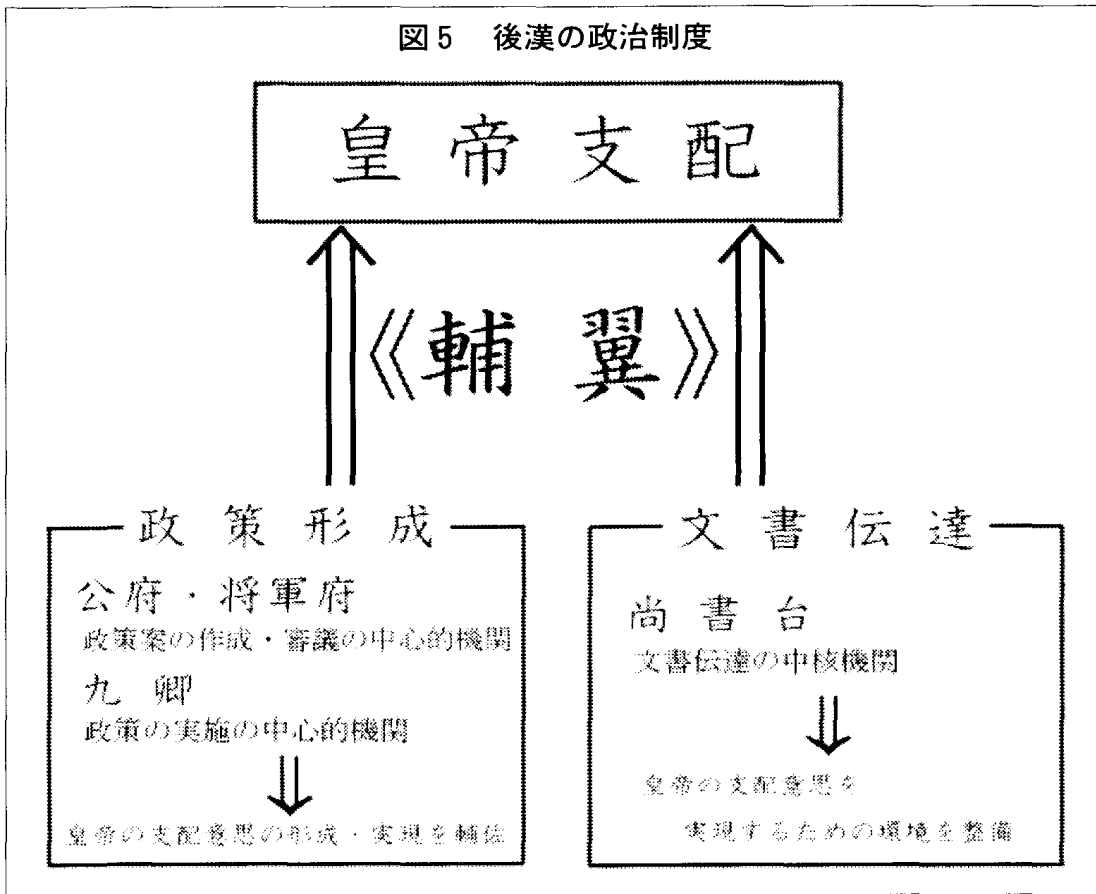 図5 後漢の政治制度
皇帝支配
《輔翼》
政策形成
公府・将軍府
政策案の作成・審議の中心的機関
九卿
政策の実施の中心的機関
皇帝の支配意思の形成・実現を輔佐
文書伝達
尚書台
文書伝達の中核機関
皇帝の支配意思を
実現するための環境を整備